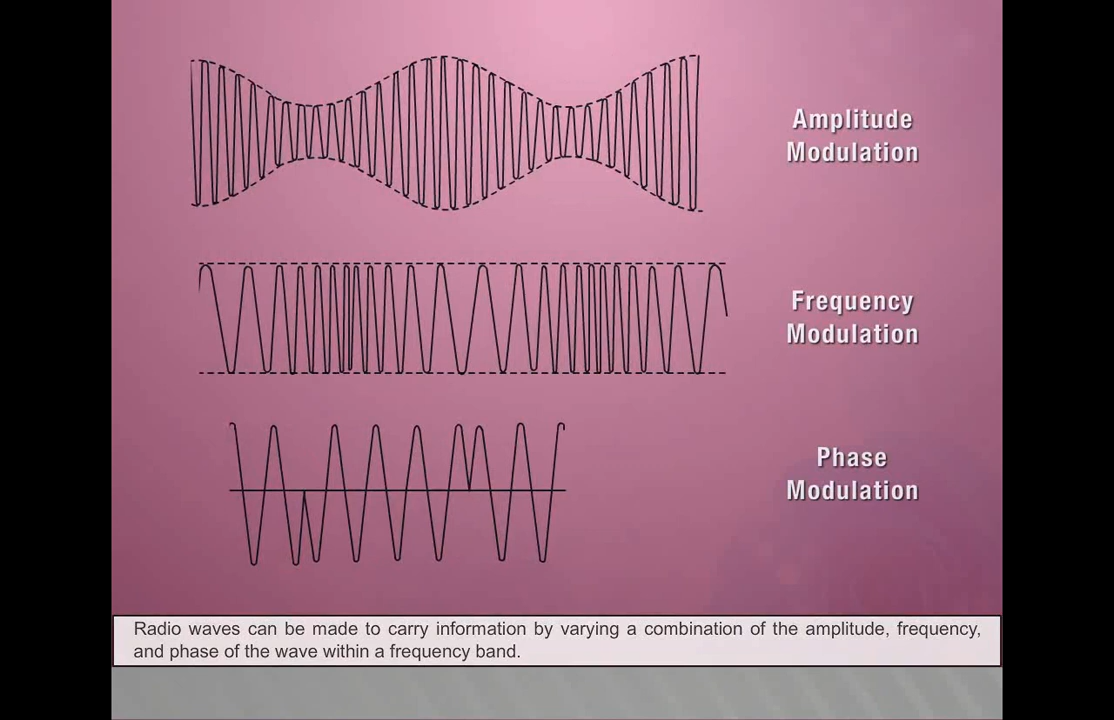 Amplitude
Modulation
Frequency
Modulation
Phase
Modulation
Radio waves can be made to carry information by varying a combination of the amplitude, frequency,
and phase of the wave within a frequency band.